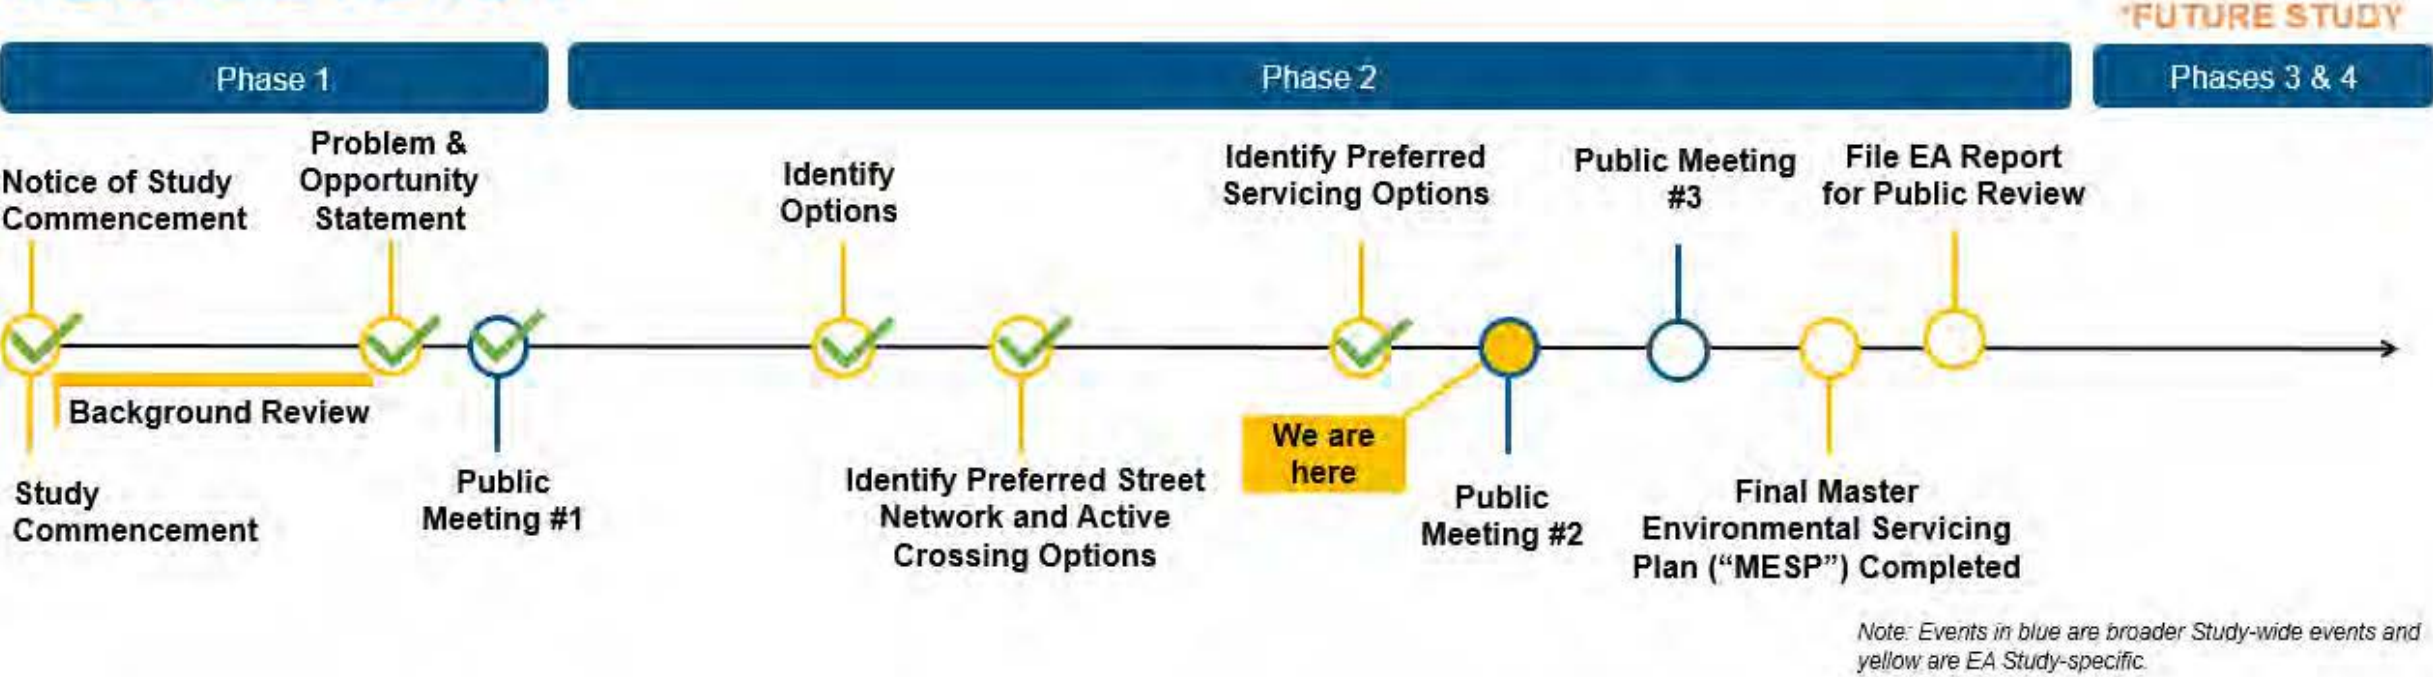 *FUTURE STUDY
Phase 1
Phase 2
Phases 3 & 4
Notice of Study
Commencement
Problem &
Opportunity
Statement
Identify
Options
Identify Preferred
Servicing Options
Public Meeting
#3
File EA Report
for Public Review
Background Review
Study
Commencement
Public
Meeting #1
Identify Preferred Street
Network and Active
Crossing Options
We are
here
Public
Meeting #2
Final Master
Environmental Servicing
Plan (“MESP”) Completed
Note: Events in blue are broader Study-wide events and
yellow are EA Study-specific.